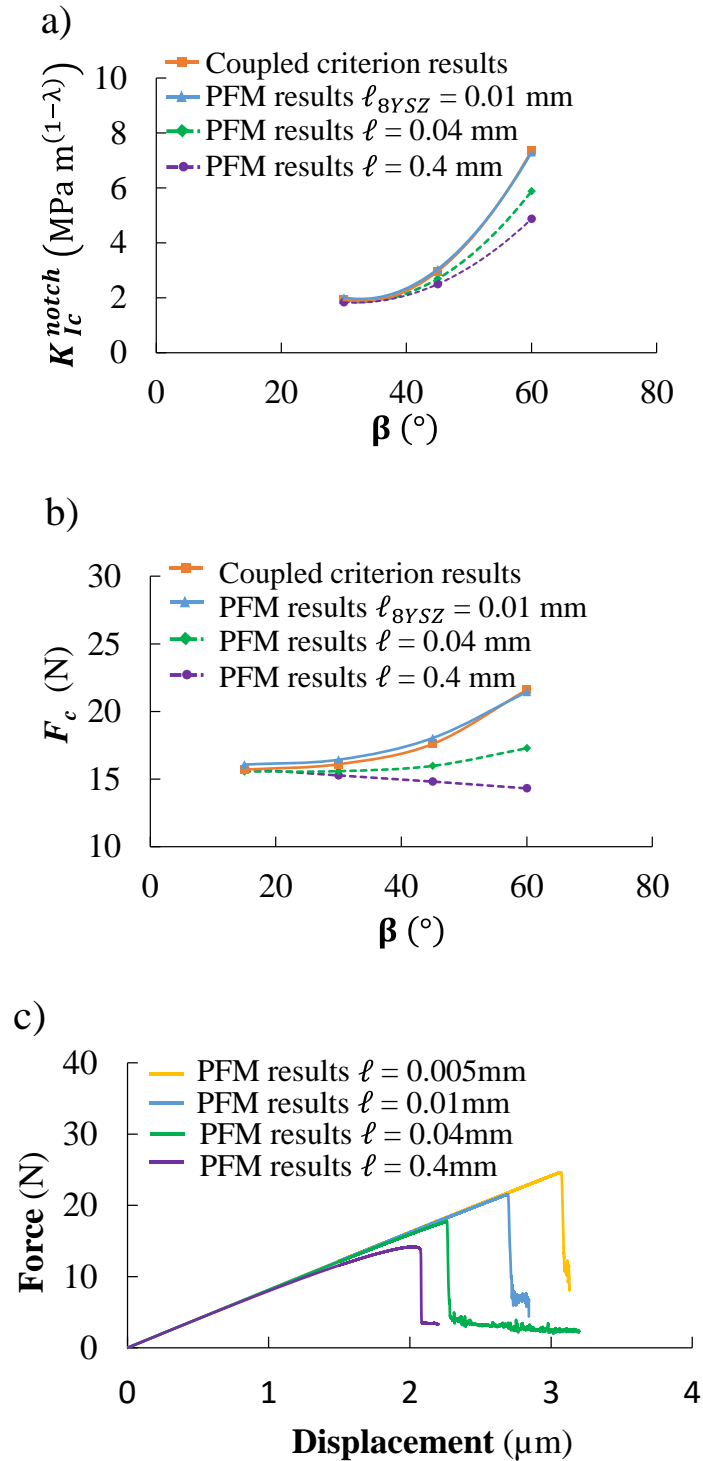 a)
Coupled criterion results
PFM results ℓ8YSZ = 0.01 mm
PFM results ℓ = 0.04 mm
PFM results ℓ = 0.4 mm
K_Ic^notch (MPa m^(1−λ))
10
8
6
4
2
0
0 20 40 60 80
β (°)
b)
Coupled criterion results
PFM results ℓ8YSZ = 0.01 mm
PFM results ℓ = 0.04 mm
PFM results ℓ = 0.4 mm
F_c (N)
30
25
20
15
10
0 20 40 60 80
β (°)
c)
PFM results ℓ = 0.005mm
PFM results ℓ = 0.01mm
PFM results ℓ = 0.04mm
PFM results ℓ = 0.4mm
Force (N)
40
30
20
10
0
0 1 2 3 4
Displacement (µm)